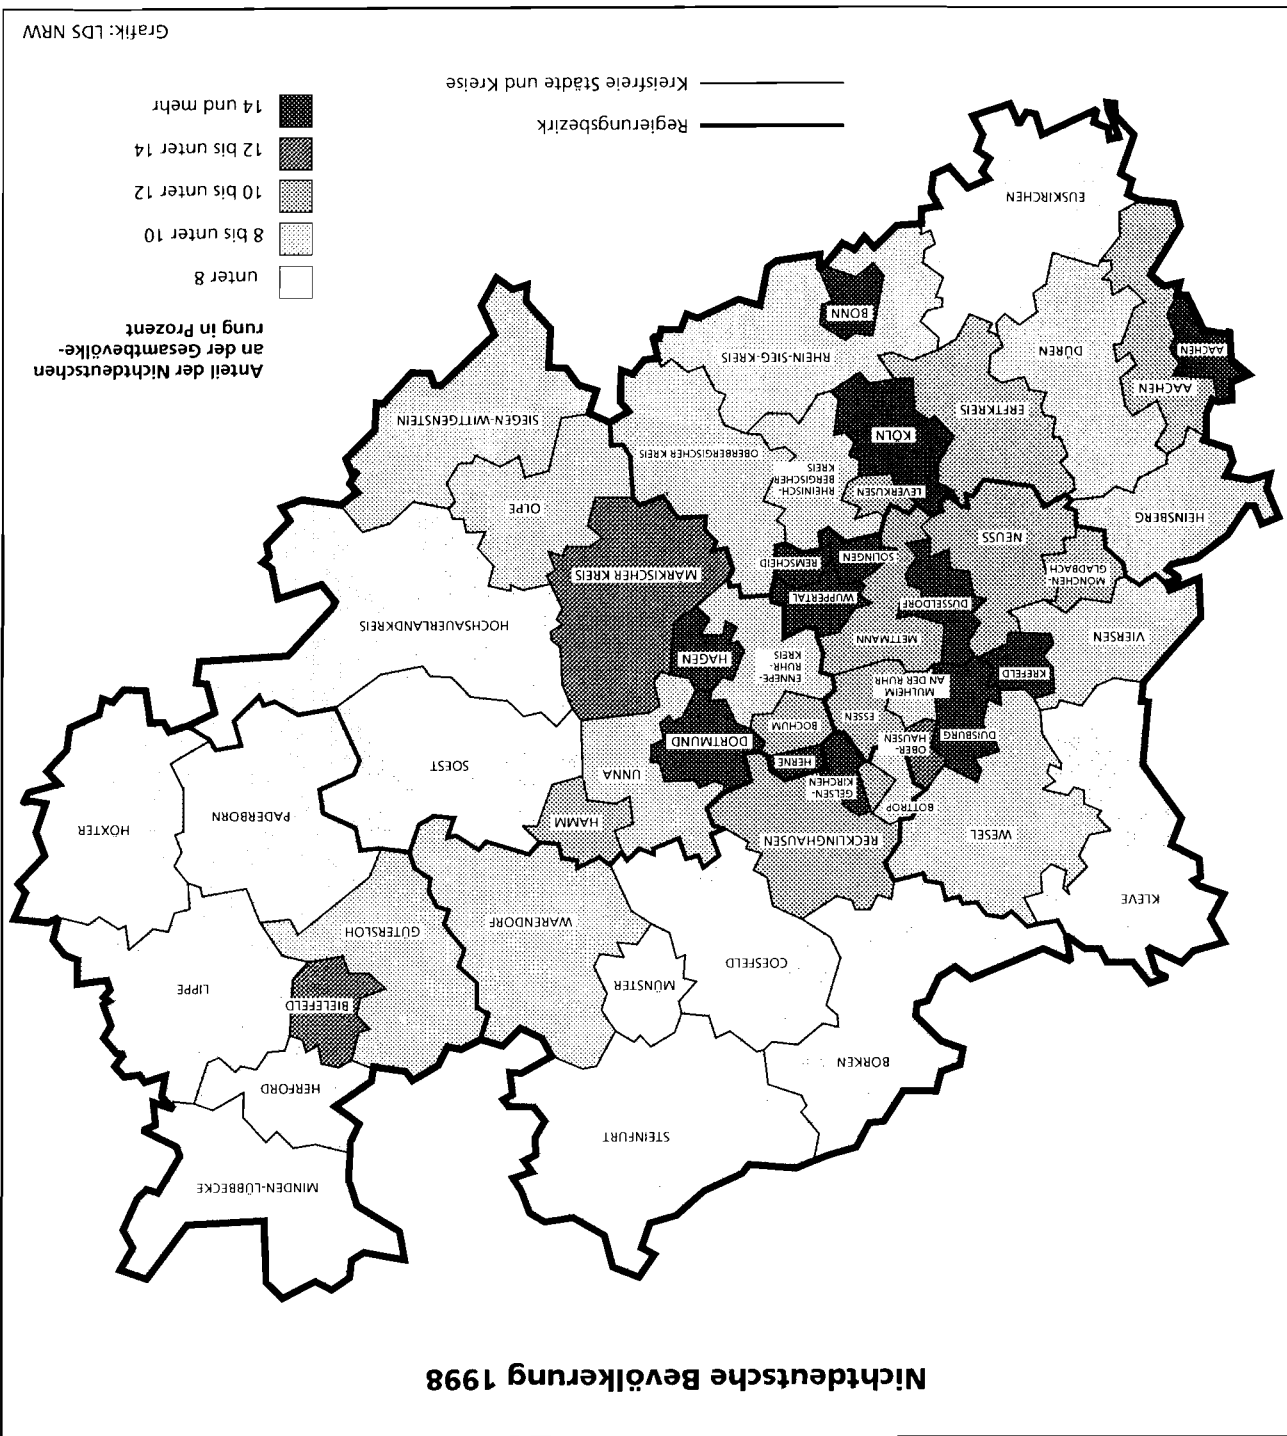 Nichtdeutsche Bevölkerung 1998
MINDEN-LÜBBECKE
STEINFURT
HERFORD
BORKEN
BIELEFELD
LIPPE
MÜNSTER
COESFELD
GÜTERSLOH
WARENDORF
KLEVE
HÖXTER
PADERBORN
HAMM
RECKLINGHAUSEN
WESEL
BOTTROP
SOEST
UNNA
GELSEN-
KIRCHEN
HERNE
OBER-
HAUSEN
DUISBURG
DORTMUND
BOCHUM
ESSEN
MÜLHEIM
AN DER RUHR
KREFELD
HAGEN
ENNEPE-
RUHR-
KREIS
METTMANN
VIERSEN
HOCHSAUERLANDKREIS
WUPPERTAL
DÜSSELDORF
MÖNCHEN-
GLADBACH
MÄRKISCHER KREIS
REMSCHEID
SOLINGEN
NEUSS
HEINSBERG
OLPE
RHEINISCH-
BERGISCHER
KREIS
LEVERKUSEN
OBERBERGISCHER KREIS
KÖLN
ERFTKREIS
SIEGEN-WITTGENSTEIN
AACHEN
AACHEN
DÜREN
RHEIN-SIEG-KREIS
BONN
EUSKIRCHEN
Anteil der Nichtdeutschen
an der Gesamtbevölke-
rung in Prozent
unter 8
8 bis unter 10
10 bis unter 12
12 bis unter 14
14 und mehr
Regierungsbezirk
Kreisfreie Städte und Kreise
Grafik: LDS NRW